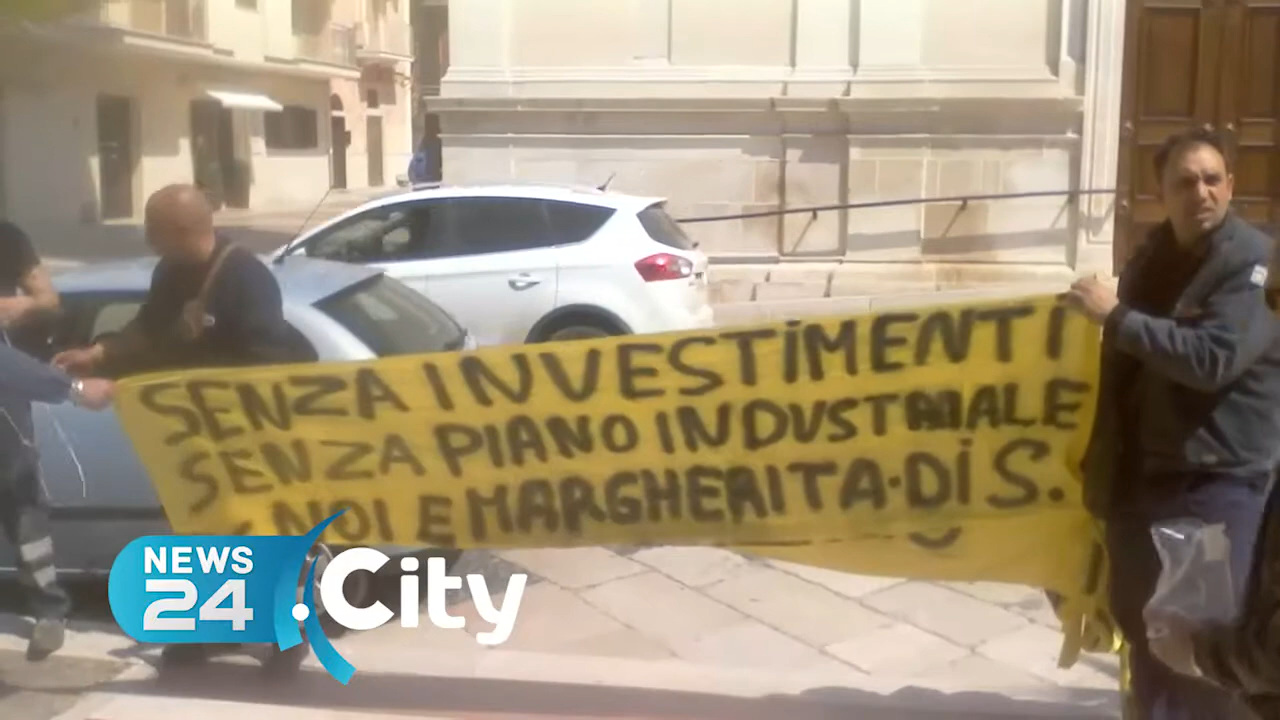 SENZA INVESTIMENTI
SENZA PIANO INDUSTRIALE
NOI E MARGHERITA·DI S.
NEWS
24
.City